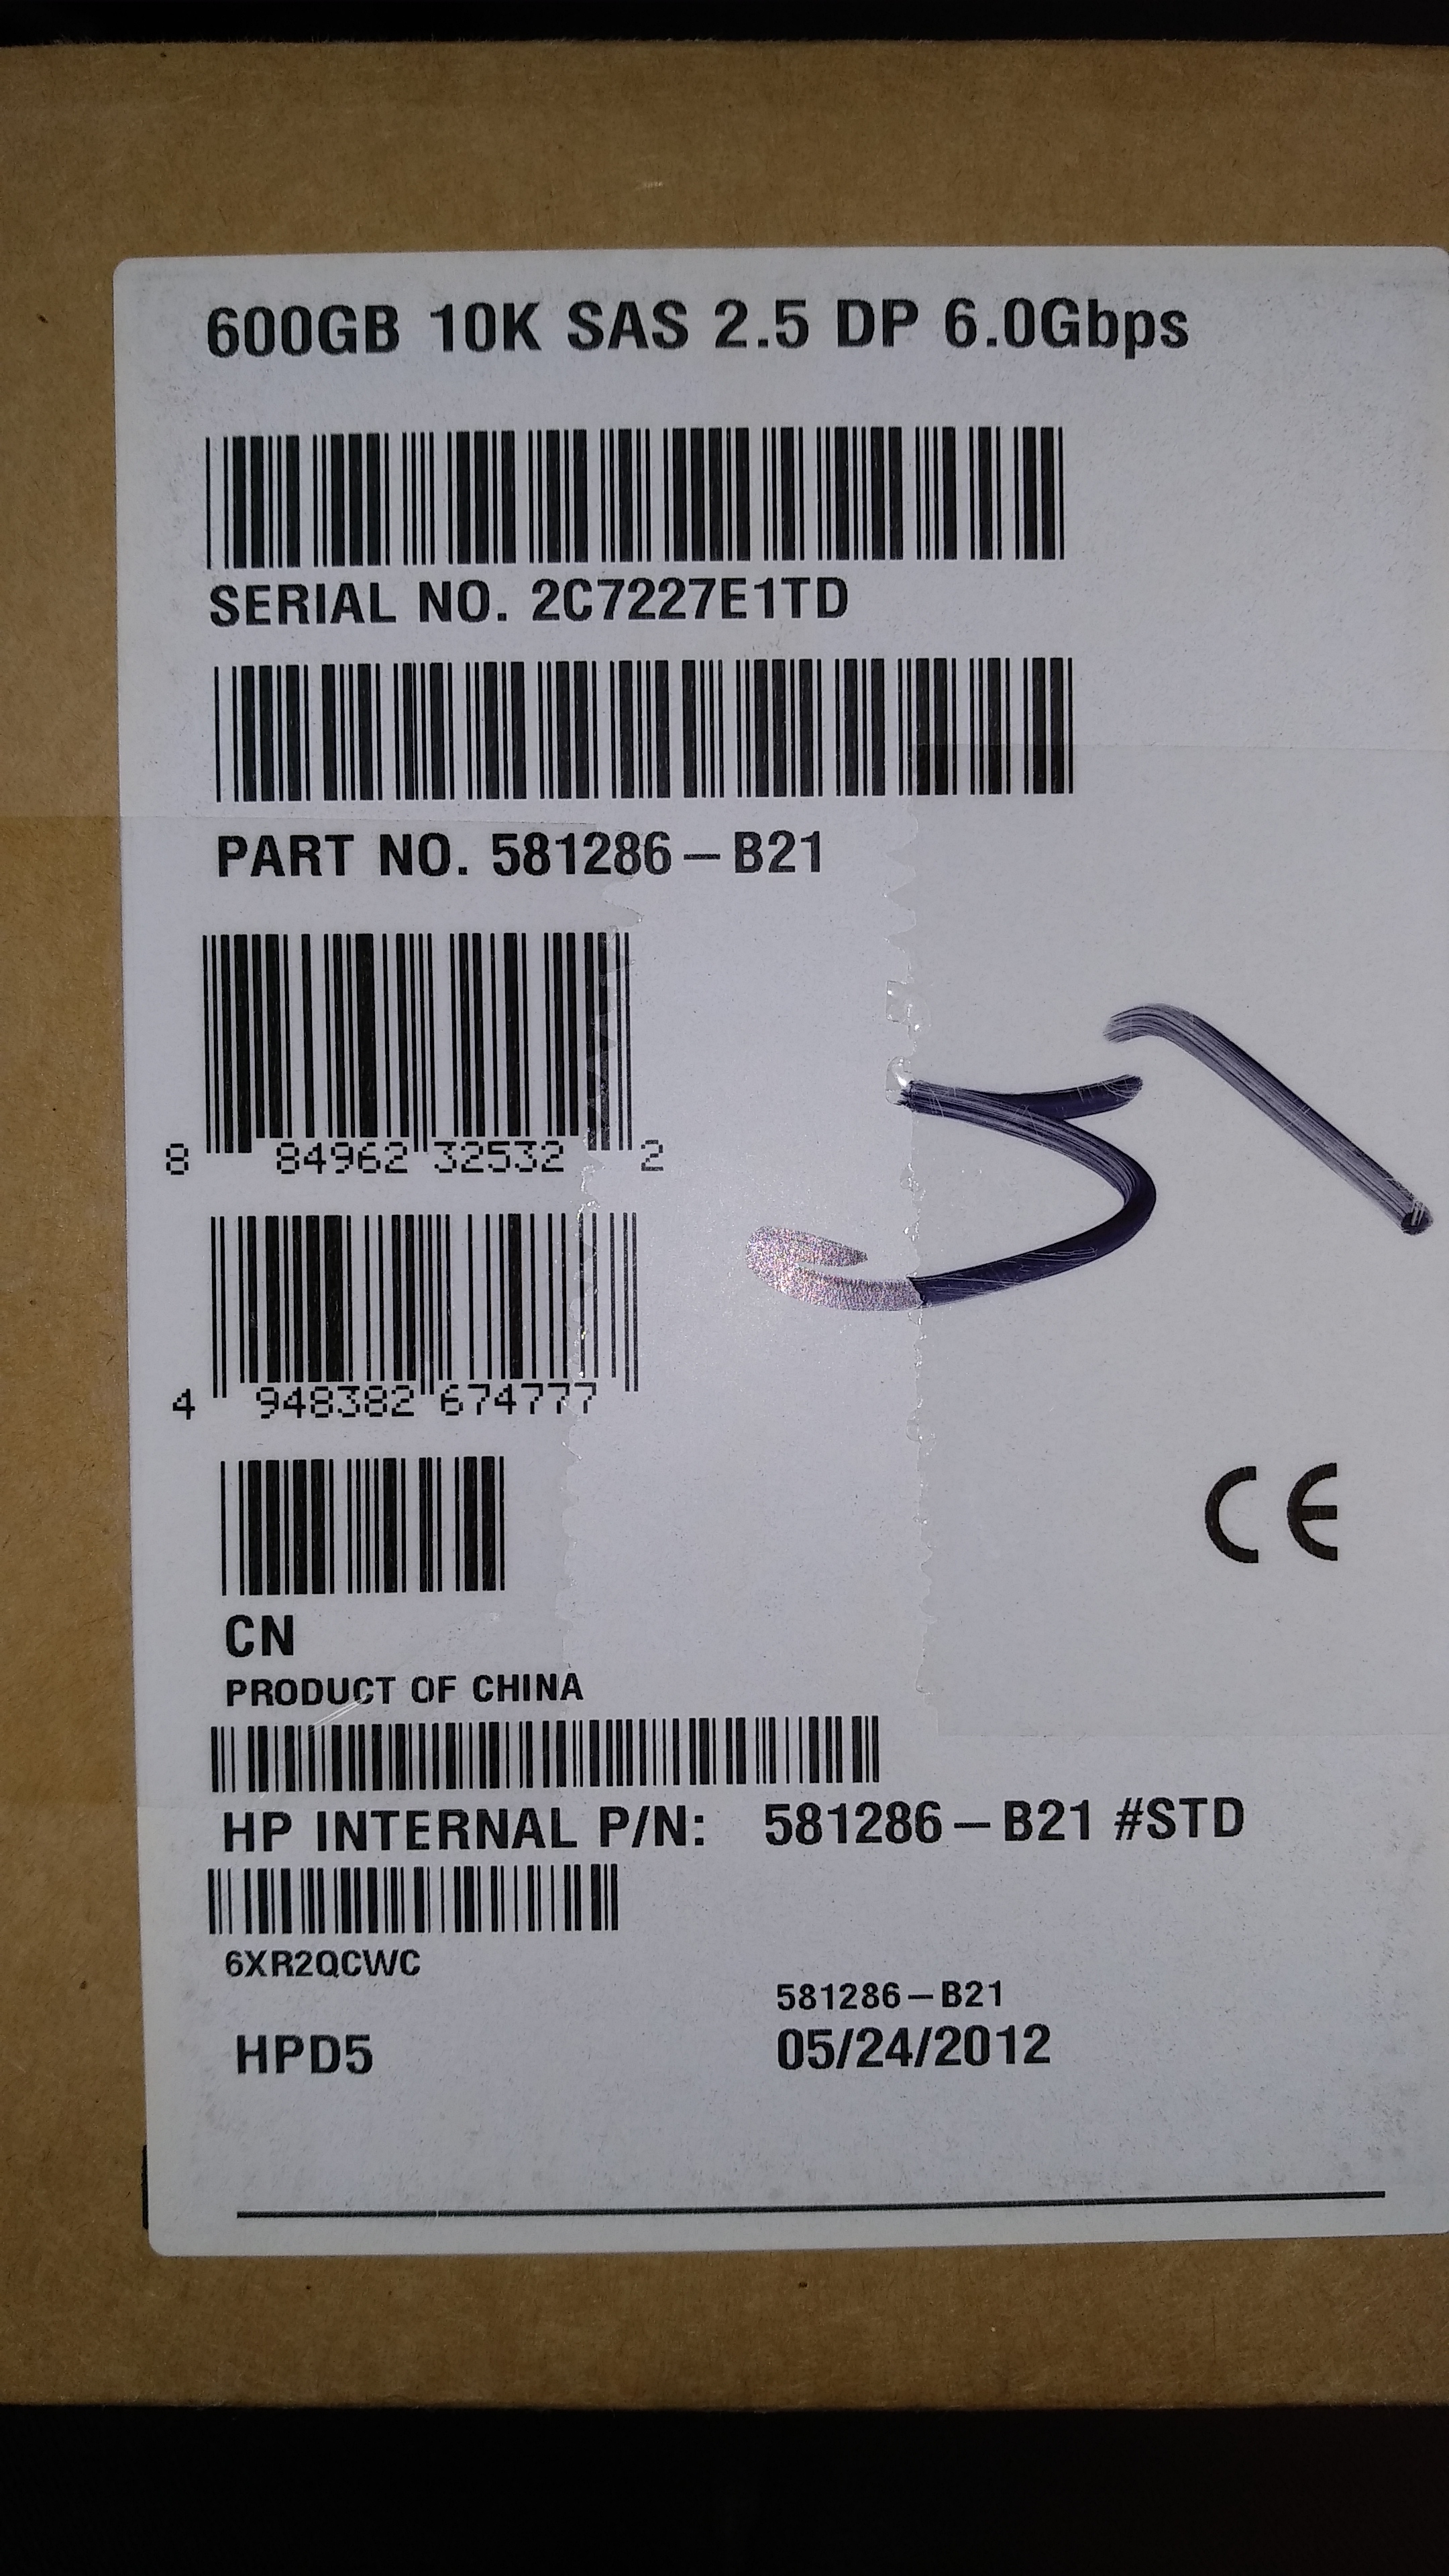 600GB 10K SAS 2.5 DP 6.0Gbps
SERIAL NO. 2C7227E1TD
PART NO. 581286-B21
8 84962 32532 2
4 948382 674777
CE
CN
PRODUCT OF CHINA
HP INTERNAL P/N: 581286-B21 #STD
6XR2QCWC
581286-B21
HPD5 05/24/2012